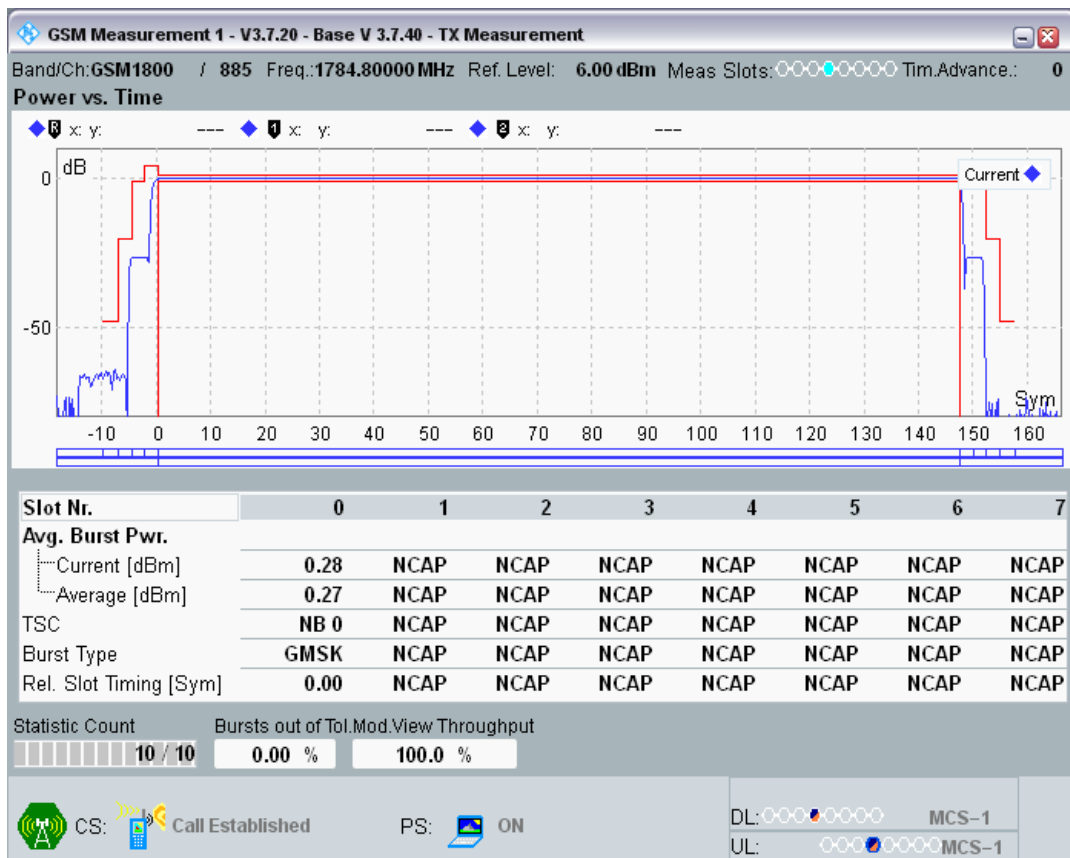 GSM Measurement 1 - V3.7.20 - Base V 3.7.40 - TX Measurement
Band/Ch:GSM1800 / 885 Freq.:1784.80000 MHz Ref. Level: 6.00 dBm Meas Slots: Tim.Advance.: 0
Power vs. Time
R x: y: --- 1 x: y: --- 2 x: y: ---
dB
Current
0
-50
Sym
-10 0 10 20 30 40 50 60 70 80 90 100 110 120 130 140 150 160
Slot Nr. 0 1 2 3 4 5 6 7
Avg. Burst Pwr.
Current [dBm] 0.28 NCAP NCAP NCAP NCAP NCAP NCAP NCAP
Average [dBm] 0.27 NCAP NCAP NCAP NCAP NCAP NCAP NCAP
TSC NB 0 NCAP NCAP NCAP NCAP NCAP NCAP NCAP
Burst Type GMSK NCAP NCAP NCAP NCAP NCAP NCAP NCAP
Rel. Slot Timing [Sym] 0.00 NCAP NCAP NCAP NCAP NCAP NCAP NCAP
Statistic Count Bursts out of Tol.Mod.View Throughput
10 / 10 0.00 % 100.0 %
CS: Call Established PS: ON DL: MCS-1
UL: MCS-1